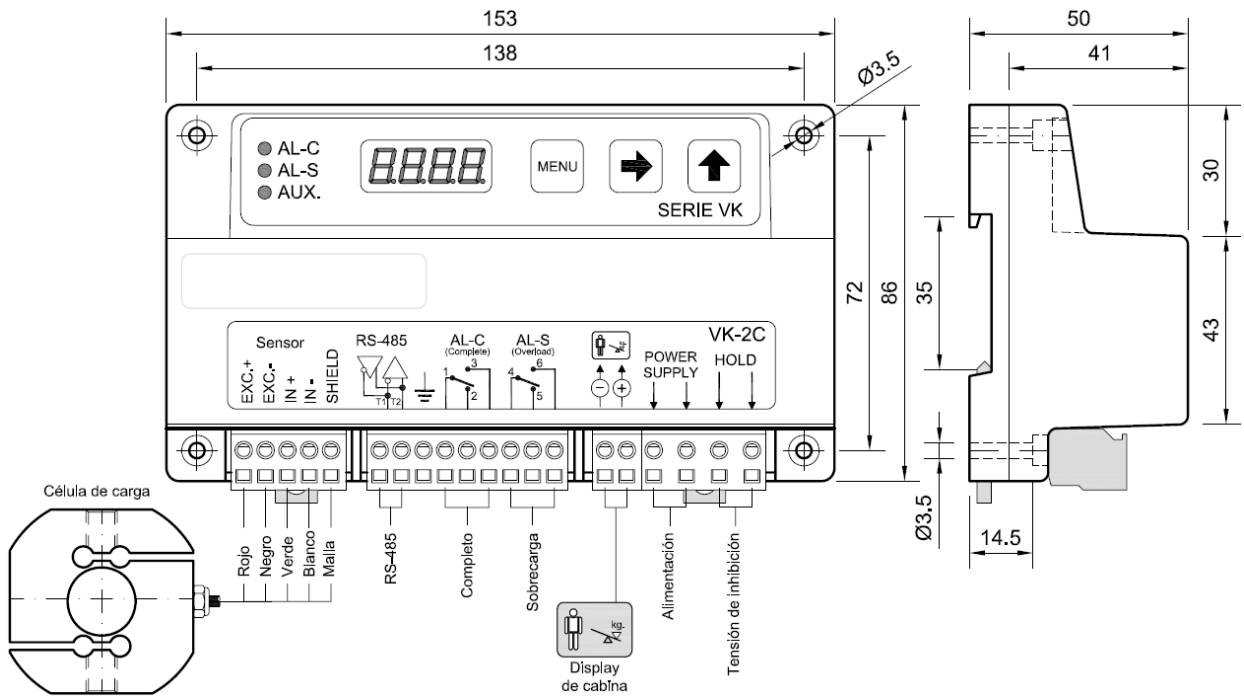 153
138
Ø3.5
50
41
AL-C
AL-S
AUX.
8.8.8.8.
MENU
SERIE VK
30
72
86
35
43
VK-2C
Sensor
EXC.+
EXC.-
IN +
IN -
SHIELD
RS-485
T1 T2
AL-C
(Complete)
1
3
2
AL-S
(Overload)
4
6
5
kg.
- +
POWER
SUPPLY
HOLD
Célula de carga
Rojo
Negro
Verde
Blanco
Malla
RS-485
Completo
Sobrecarga
Alimentación
Tensión de inhibición
kg.
Display
de cabina
Ø3.5
14.5